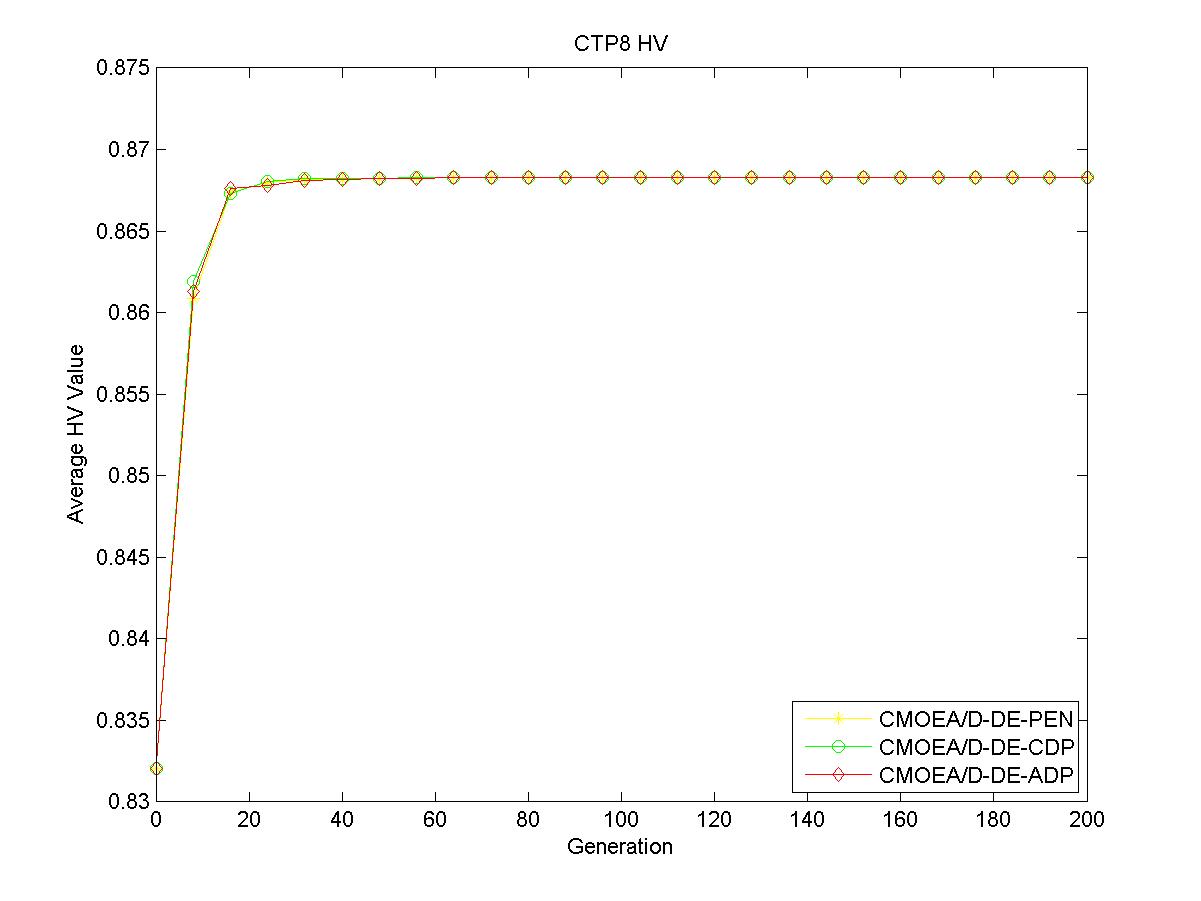 CTP8 HV
0.875
0.87
0.865
0.86
0.855
0.85
0.845
0.84
0.835
0.83
Average HV Value
0 20 40 60 80 100 120 140 160 180 200
Generation
CMOEA/D-DE-PEN
CMOEA/D-DE-CDP
CMOEA/D-DE-ADP